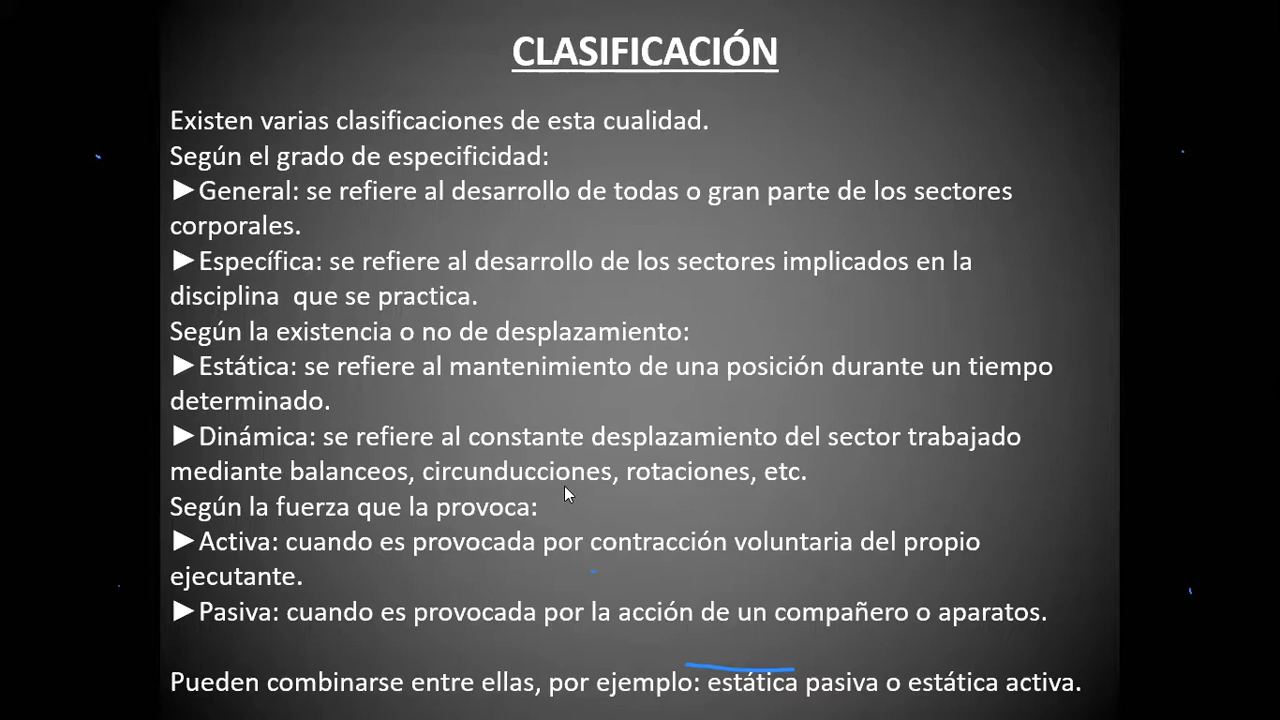 CLASIFICACIÓN
Existen varias clasificaciones de esta cualidad.
Según el grado de especificidad:
►General: se refiere al desarrollo de todas o gran parte de los sectores
corporales.
►Específica: se refiere al desarrollo de los sectores implicados en la
disciplina  que se practica.
Según la existencia o no de desplazamiento:
►Estática: se refiere al mantenimiento de una posición durante un tiempo
determinado.
►Dinámica: se refiere al constante desplazamiento del sector trabajado
mediante balanceos, circunducciones, rotaciones, etc.
Según la fuerza que la provoca:
►Activa: cuando es provocada por contracción voluntaria del propio
ejecutante.
►Pasiva: cuando es provocada por la acción de un compañero o aparatos.
Pueden combinarse entre ellas, por ejemplo: estática pasiva o estática activa.